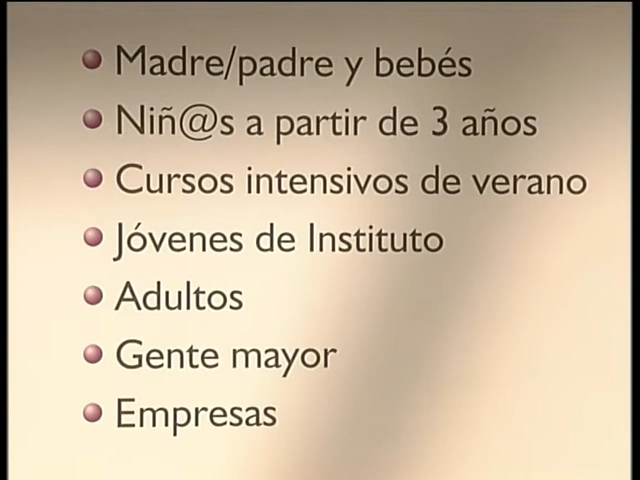 Madre/padre y bebés
Niñ@s a partir de 3 años
Cursos intensivos de verano
Jóvenes de Instituto
Adultos
Gente mayor
Empresas